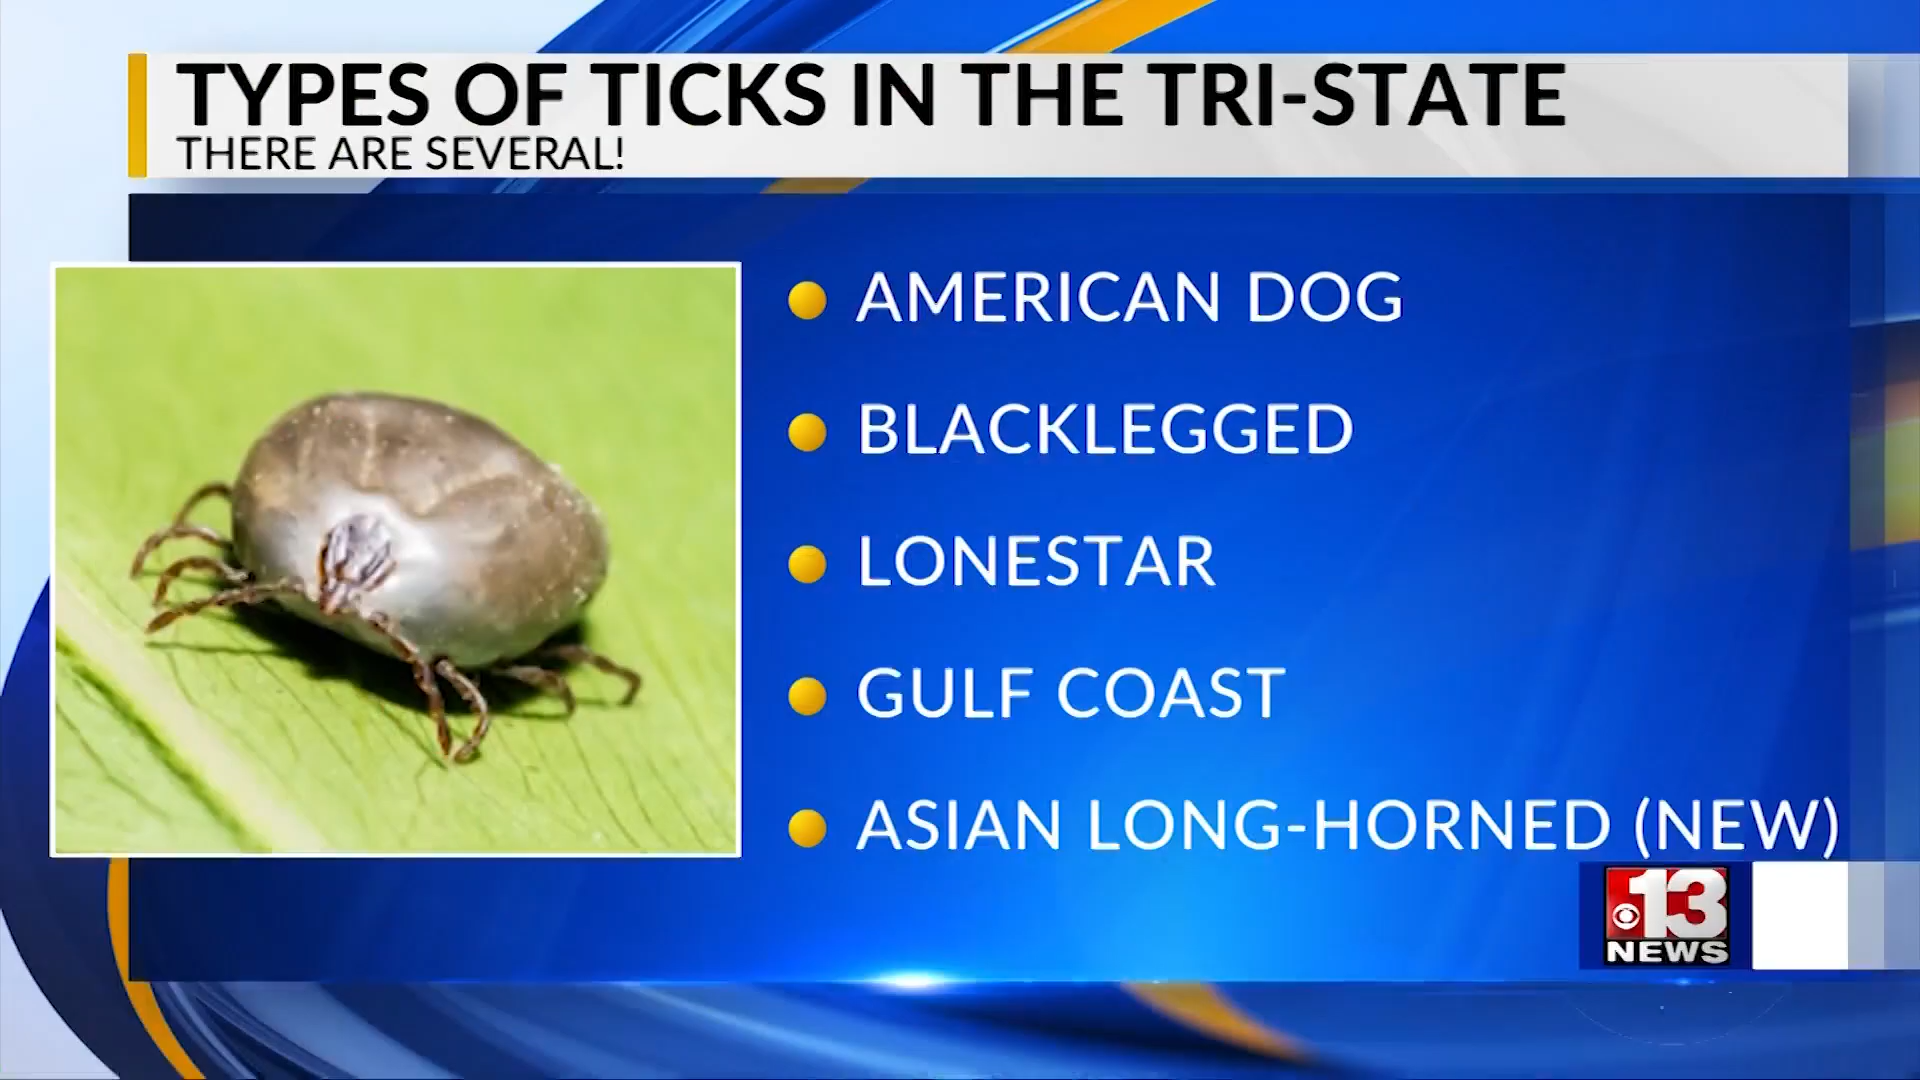 TYPES OF TICKS IN THE TRI-STATE
THERE ARE SEVERAL!
AMERICAN DOG
BLACKLEGGED
LONESTAR
GULF COAST
ASIAN LONG-HORNED (NEW)
13
NEWS